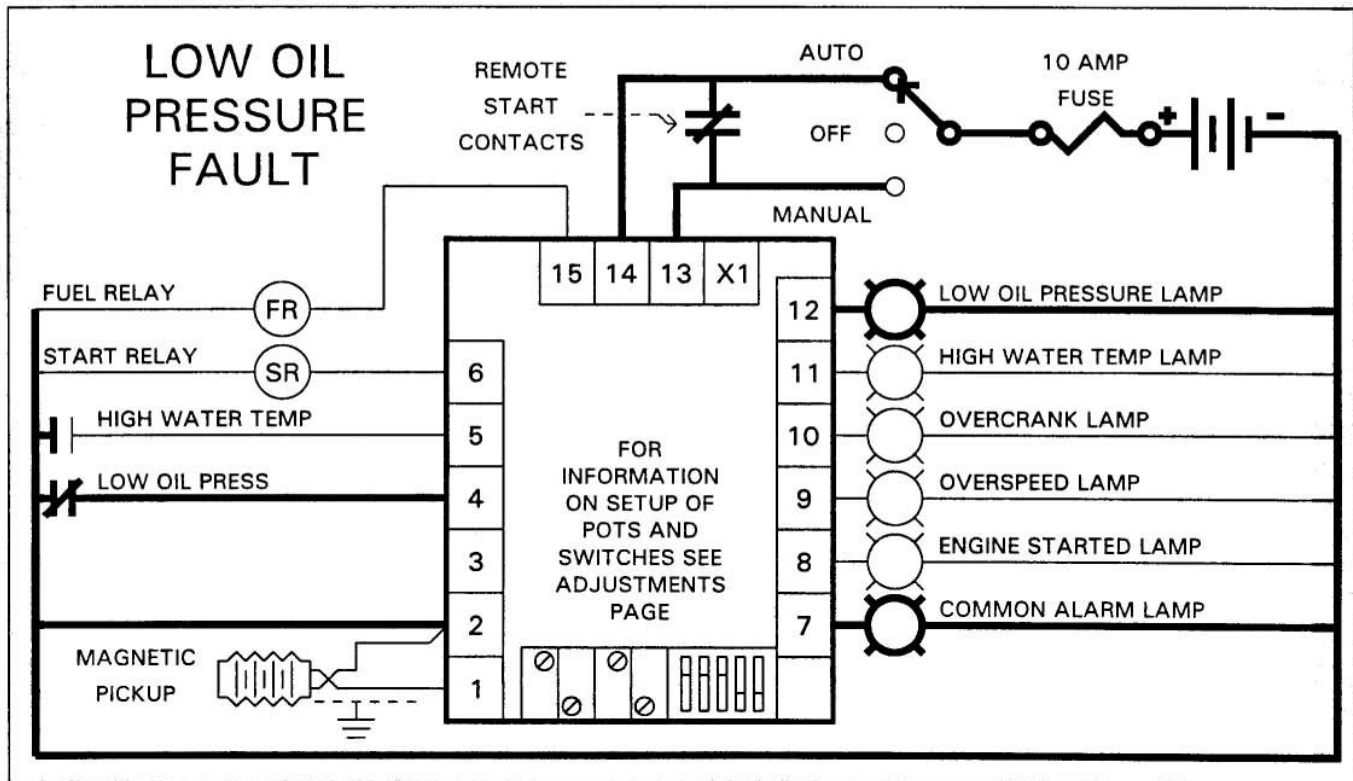 LOW OIL
PRESSURE
FAULT
REMOTE
START
CONTACTS
AUTO
OFF
MANUAL
10 AMP
FUSE
+ -
15 14 13 X1
FUEL RELAY
FR
START RELAY
SR
HIGH WATER TEMP
LOW OIL PRESS
MAGNETIC
PICKUP
6
5
4
3
2
1
FOR
INFORMATION
ON SETUP OF
POTS AND
SWITCHES SEE
ADJUSTMENTS
PAGE
12 LOW OIL PRESSURE LAMP
11 HIGH WATER TEMP LAMP
10 OVERCRANK LAMP
9 OVERSPEED LAMP
8 ENGINE STARTED LAMP
7 COMMON ALARM LAMP